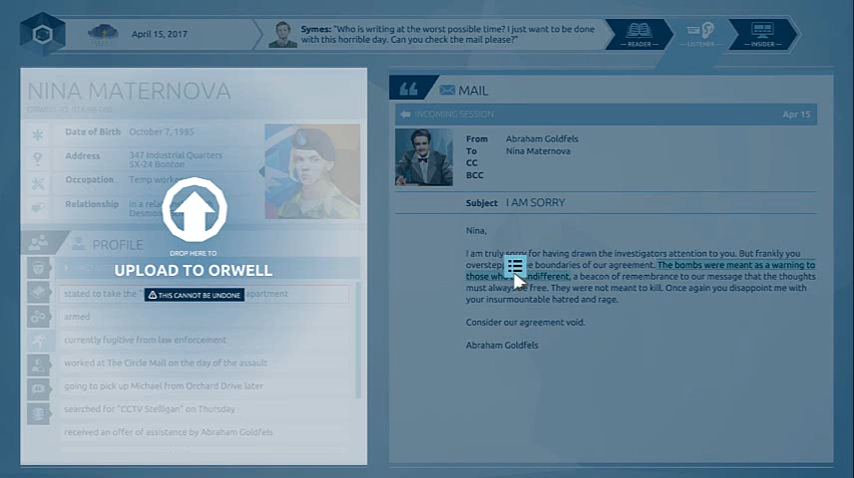 April 15, 2017
Symes: "Who is writing at the worst possible time? I just want to be done
with this horrible day. Can you check the mail please?"
— READER —
— LISTENER —
— INSIDER —
NINA MATERNOVA
Date of Birth October 7, 1985
Address 347 Industrial Quarters
SX-24 Bonton
Occupation Temp worker
Relationship In a relationship
Desmond
DROP HERE TO
UPLOAD TO ORWELL
THIS CANNOT BE UNDONE
PROFILE
stated to take the " apartment
armed
currently fugitive from law enforcement
worked at The Circle Mall on the day of the assault
going to pick up Michael from Orchard Drive later
searched for "CCTV Stelligan" on Thursday
received an offer of assistance by Abraham Goldfels
MAIL
INCOMING SESSION Apr 15
From Abraham Goldfels
To Nina Maternova
CC
BCC
Subject I AM SORRY
Nina,
I am truly sorry for having drawn the investigators attention to you. But frankly you
boundaries of our agreement. The bombs were meant as a warning to
those indifferent, a beacon of remembrance to our message that the thoughts
must always be free. They were not meant to kill. Once again you disappoint me with
your insurmountable hatred and rage.
Consider our agreement void.
Abraham Goldfels